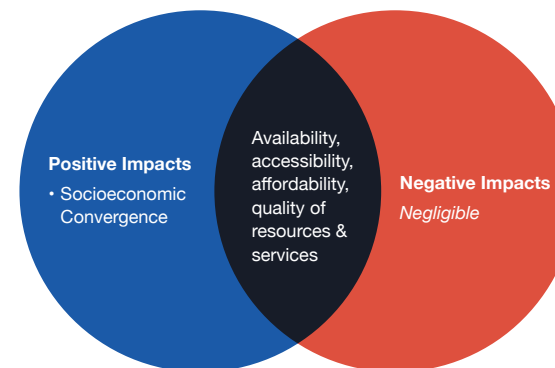 Positive Impacts
• Socioeconomic
Convergence
Availability,
accessibility,
affordability,
quality of
resources &
services
Negative Impacts
Negligible